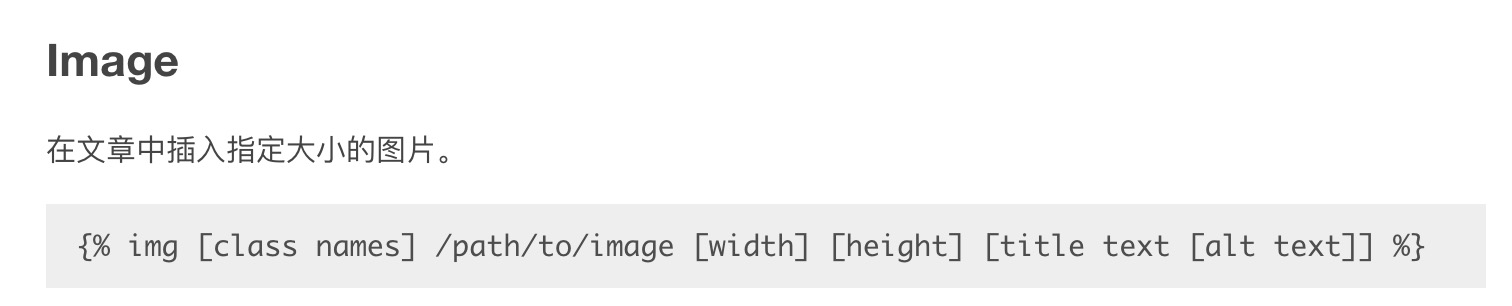 Image
在文章中插入指定大小的图片。
{% img [class names] /path/to/image [width] [height] [title text [alt text]] %}